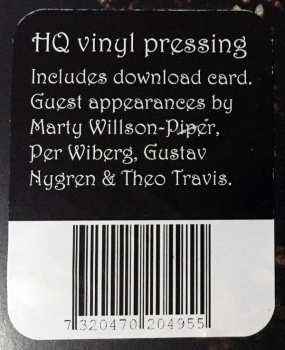 HQ vinyl pressing
Includes download card.
Guest appearances by
Marty Willson-Piper,
Per Wiberg, Gustav
Nygren & Theo Travis.
7 320470 204955